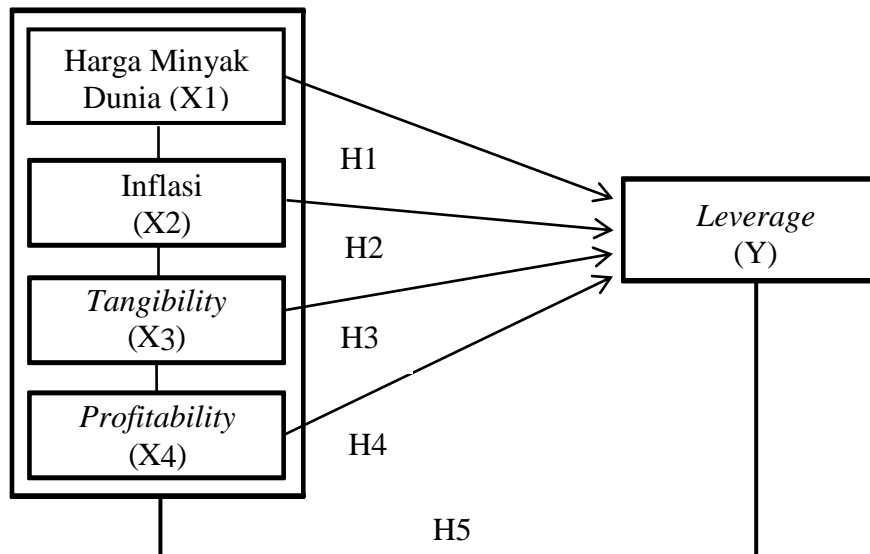 Harga Minyak
Dunia (X1)
H1
Inflasi
(X2)
Leverage
(Y)
H2
Tangibility
(X3)
H3
Profitability
(X4)
H4
H5